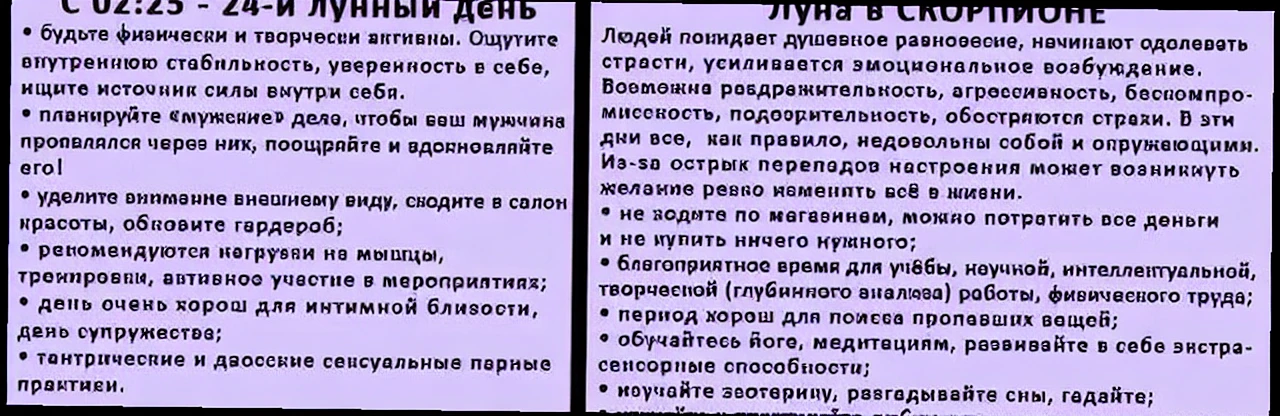 С 02:25 - 24-й лунный день
• будьте физически и творчески активны. Ощутите
внутреннюю стабильность, уверенность в себе,
ищите источник силы внутри себя.
• планируйте «мужские» дела, чтобы ваш мужчина
проявлялся через них, поощряйте и вдохновляйте
его!
• уделите внимание внешнему виду, сходите в салон
красоты, обновите гардероб;
• рекомендуются нагрузки на мышцы,
тренировки, активное участие в мероприятиях;
• день очень хорош для интимной близости,
день супружества;
• тантрические и даосские сексуальные парные
практики.
Луна в СКОРПИОНЕ
Людей покидает душевное равновесие, начинают одолевать
страсти, усиливается эмоциональное возбуждение.
Возможна раздражительность, агрессивность, бескомпро-
миссность, подозрительность, обостряются страхи. В эти
дни все, как правило, недовольны собой и окружающими.
Из-за острых перепадов настроения может возникнуть
желание резко изменить всё в жизни.
• не ходите по магазинам, можно потратить все деньги
и не купить ничего нужного;
• благоприятное время для учёбы, научной, интеллектуальной,
творческой (глубинного анализа) работы, физического труда;
• период хорош для поиска пропавших вещей;
• обучайтесь йоге, медитациям, развивайте в себе экстра-
сенсорные способности;
• изучайте эзотерику, разгадывайте сны, гадайте;